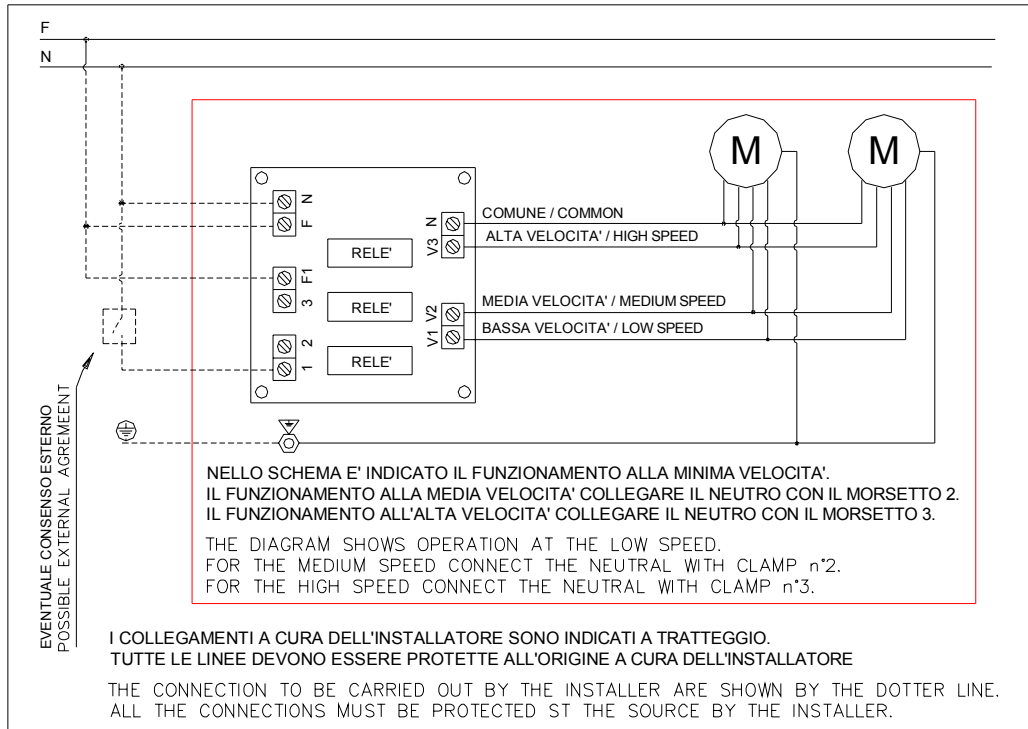 F
N
M M
N
F
F1
3
2
1
RELE'
RELE'
RELE'
N
V3
V2
V1
COMUNE / COMMON
ALTA VELOCITA' / HIGH SPEED
MEDIA VELOCITA' / MEDIUM SPEED
BASSA VELOCITA' / LOW SPEED
EVENTUALE CONSENSO ESTERNO
POSSIBLE EXTERNAL AGREMEENT
NELLO SCHEMA E' INDICATO IL FUNZIONAMENTO ALLA MINIMA VELOCITA'.
IL FUNZIONAMENTO ALLA MEDIA VELOCITA' COLLEGARE IL NEUTRO CON IL MORSETTO 2.
IL FUNZIONAMENTO ALL'ALTA VELOCITA' COLLEGARE IL NEUTRO CON IL MORSETTO 3.
THE DIAGRAM SHOWS OPERATION AT THE LOW SPEED.
FOR THE MEDIUM SPEED CONNECT THE NEUTRAL WITH CLAMP n°2.
FOR THE HIGH SPEED CONNECT THE NEUTRAL WITH CLAMP n°3.
I COLLEGAMENTI A CURA DELL'INSTALLATORE SONO INDICATI A TRATTEGGIO.
TUTTE LE LINEE DEVONO ESSERE PROTETTE ALL'ORIGINE A CURA DELL'INSTALLATORE
THE CONNECTION TO BE CARRIED OUT BY THE INSTALLER ARE SHOWN BY THE DOTTER LINE.
ALL THE CONNECTIONS MUST BE PROTECTED ST THE SOURCE BY THE INSTALLER.